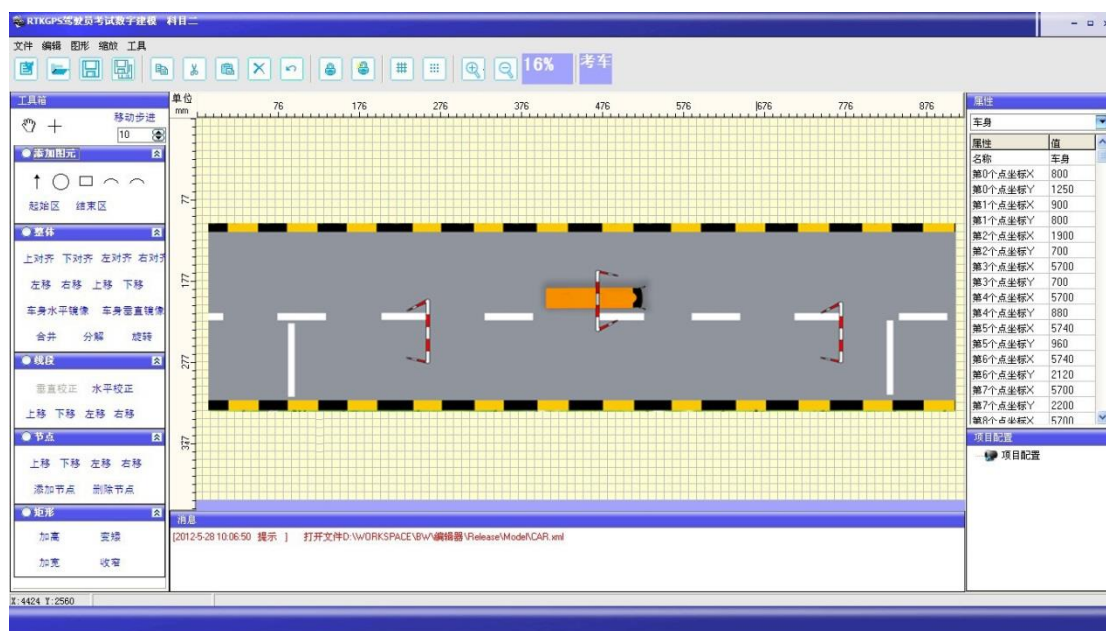 RTKGPS驾驶员考试数字建模 科目二
文件 编辑 图形 缩放 工具
16% 考车
工具箱
移动步进
10
添加图元
起始区 结束区
整体
上对齐 下对齐 左对齐 右对齐
左移 右移 上移 下移
车身水平镜像 车身垂直镜像
合并 分解 旋转
线段
垂直校正 水平校正
上移 下移 左移 右移
节点
上移 下移 左移 右移
添加节点 删除节点
矩形
加高 变矮
加宽 收窄
单位
mm
76 176 276 376 476 576 676 776 876
77
177
277
377
消息
[2012-5-28 10:06:50 提示 ] 打开文件D:\WORKSPACE\BW\编辑器\Release\Model\CAR.xml
属性
车身
属性 值
名称 车身
第0个点坐标X 800
第0个点坐标Y 1250
第1个点坐标X 900
第1个点坐标Y 800
第2个点坐标X 1900
第2个点坐标Y 700
第3个点坐标X 5700
第3个点坐标Y 700
第4个点坐标X 5700
第4个点坐标Y 880
第5个点坐标X 5740
第5个点坐标Y 960
第6个点坐标X 5740
第6个点坐标Y 2120
第7个点坐标X 5700
第7个点坐标Y 2200
第8个点坐标X 5700
项目配置
项目配置
X:4424 Y:2560